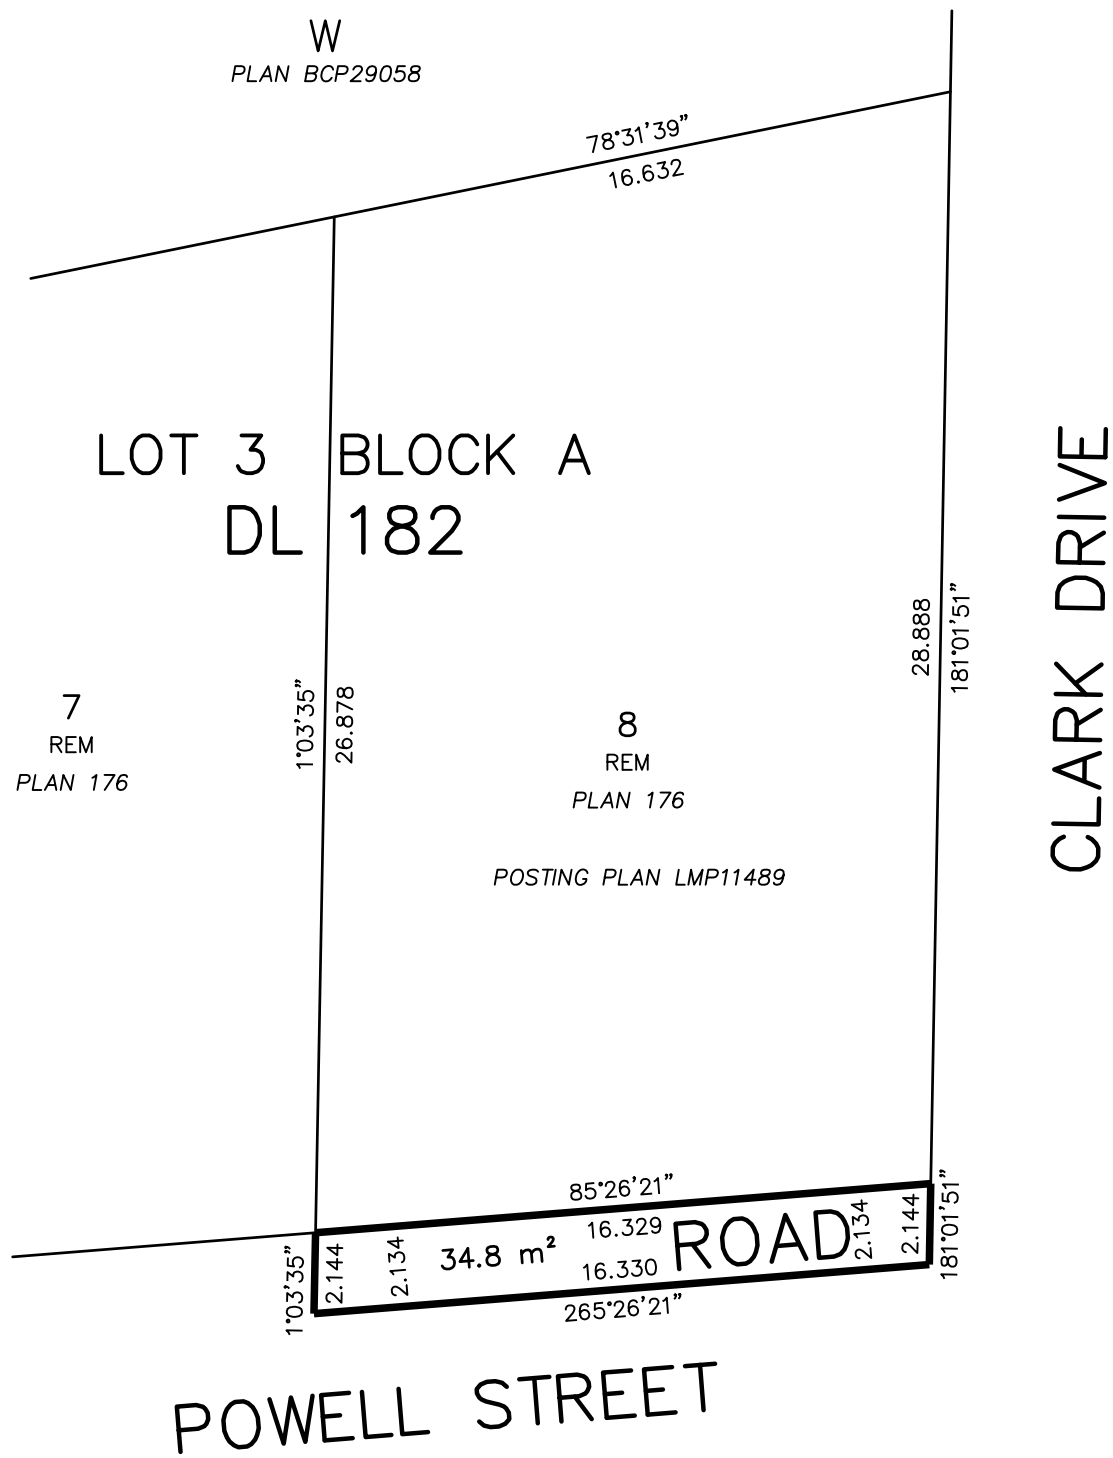 W
PLAN BCP29058
78°31'39"
16.632
LOT 3 BLOCK A
DL 182
CLARK DRIVE
28.888
181°01'51"
1°03'35"
26.878
7
REM
PLAN 176
8
REM
PLAN 176
POSTING PLAN LMP11489
85°26'21"
16.329
ROAD
1°03'35"
2.144
2.134
34.8 m²
16.330
2.134
2.144
181°01'51"
265°26'21"
POWELL STREET